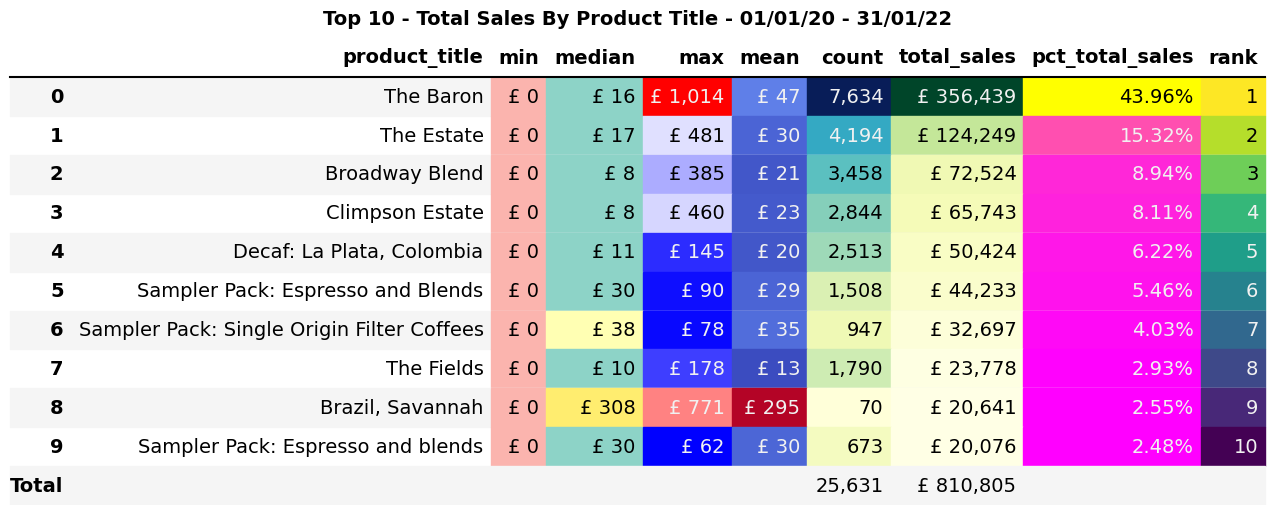 Top 10 - Total Sales By Product Title - 01/01/20 - 31/01/22
product_title min median max mean count total_sales pct_total_sales rank
0 The Baron £ 0 £ 16 £ 1,014 £ 47 7,634 £ 356,439 43.96% 1
1 The Estate £ 0 £ 17 £ 481 £ 30 4,194 £ 124,249 15.32% 2
2 Broadway Blend £ 0 £ 8 £ 385 £ 21 3,458 £ 72,524 8.94% 3
3 Climpson Estate £ 0 £ 8 £ 460 £ 23 2,844 £ 65,743 8.11% 4
4 Decaf: La Plata, Colombia £ 0 £ 11 £ 145 £ 20 2,513 £ 50,424 6.22% 5
5 Sampler Pack: Espresso and Blends £ 0 £ 30 £ 90 £ 29 1,508 £ 44,233 5.46% 6
6 Sampler Pack: Single Origin Filter Coffees £ 0 £ 38 £ 78 £ 35 947 £ 32,697 4.03% 7
7 The Fields £ 0 £ 10 £ 178 £ 13 1,790 £ 23,778 2.93% 8
8 Brazil, Savannah £ 0 £ 308 £ 771 £ 295 70 £ 20,641 2.55% 9
9 Sampler Pack: Espresso and blends £ 0 £ 30 £ 62 £ 30 673 £ 20,076 2.48% 10
Total 25,631 £ 810,805